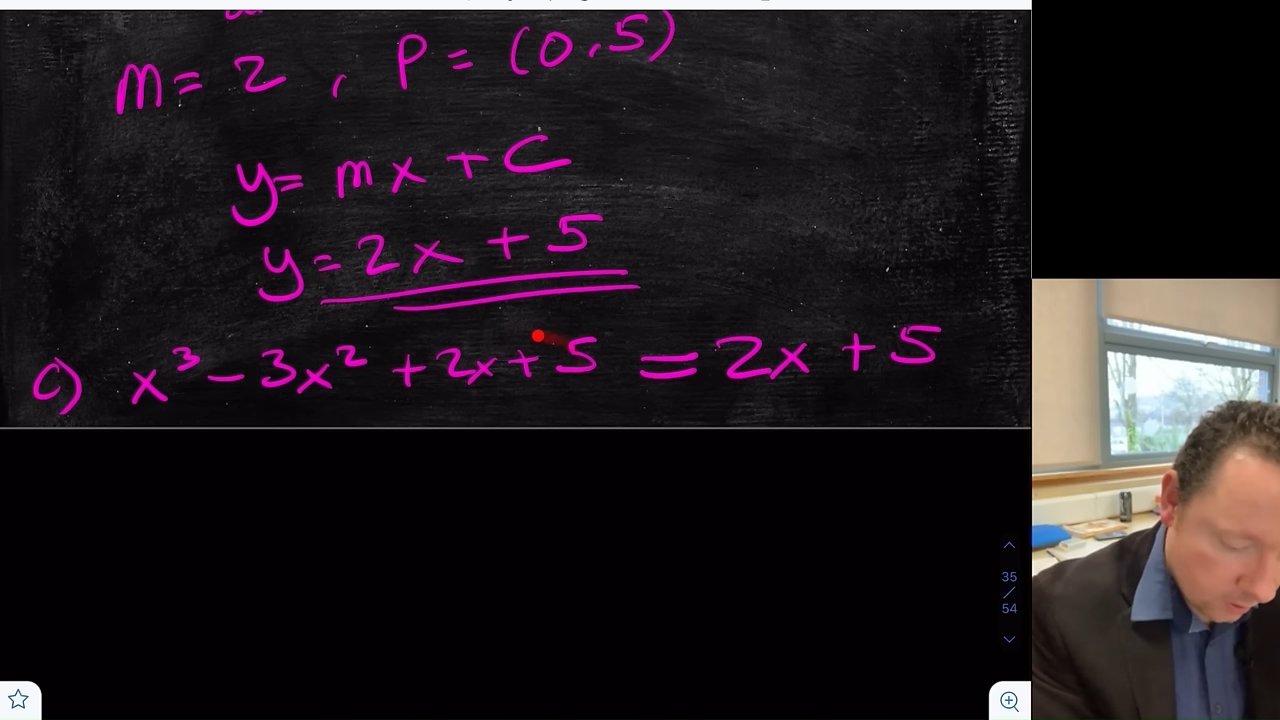 m = 2 , P = (0,5)
y = mx + C
y = 2x + 5
c) x³ - 3x² + 2x + 5 = 2x + 5
35
/
54